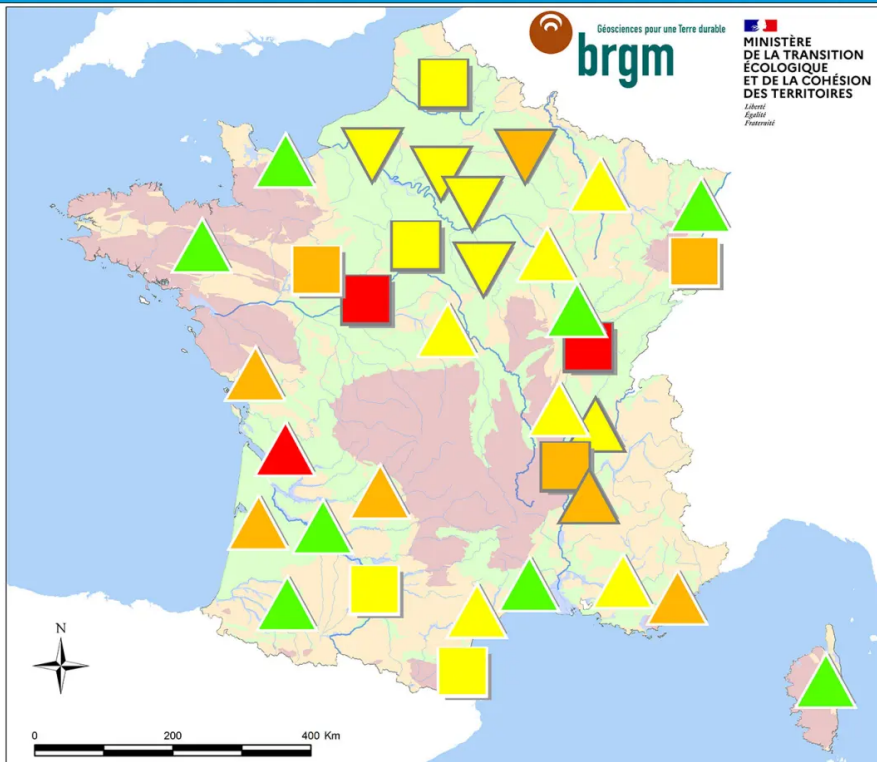 Géosciences pour une Terre durable
brgm
MINISTÈRE
DE LA TRANSITION
ÉCOLOGIQUE
ET DE LA COHÉSION
DES TERRITOIRES
Liberté
Égalité
Fraternité
N
0 200 400 Km